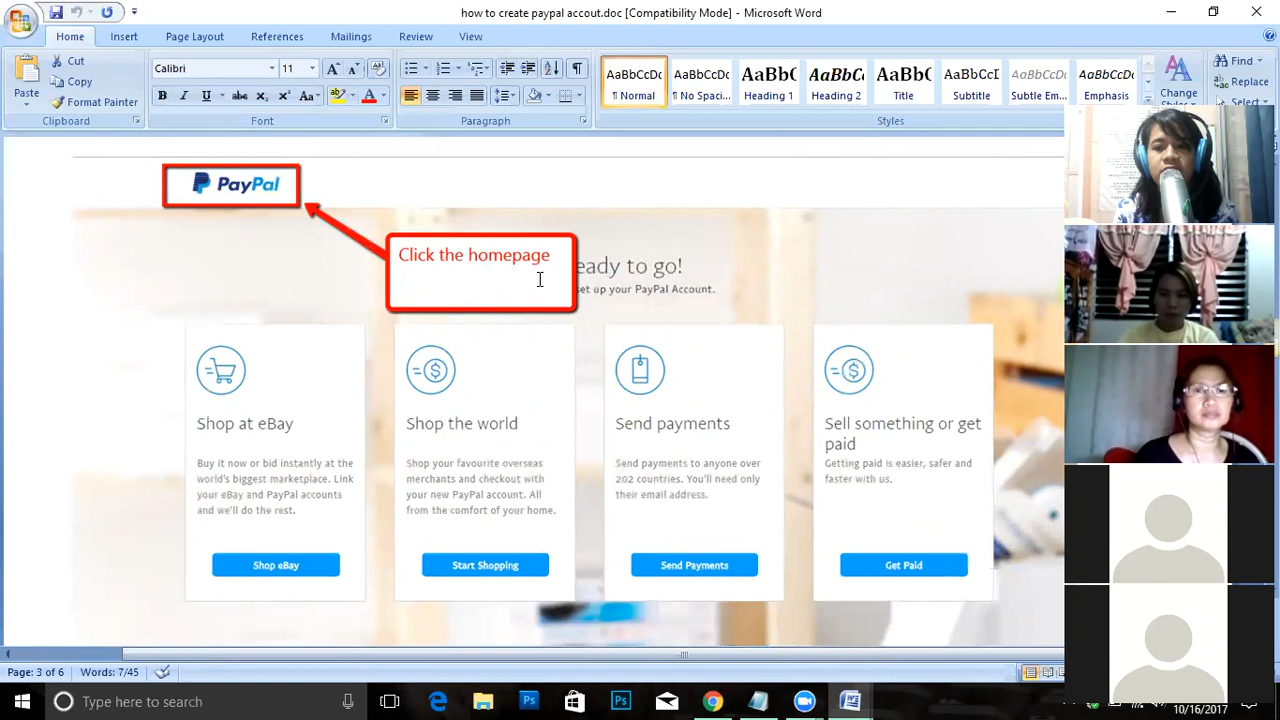 how to create paypal accout.doc [Compatibility Mode] - Microsoft Word
Home Insert Page Layout References Mailings Review View
Paste
Cut
Copy
Format Painter
Clipboard
Calibri 11
Font
Paragraph
AaBbCcDc AaBbCcDc AaBbC AaBbCc AaBbC AaBbCcI AaBbCcDc AaBbCcDc
¶ Normal ¶ No Spaci... Heading 1 Heading 2 Title Subtitle Subtle Em... Emphasis
Change
Styles
Styles
Find
Replace
Select
PayPal
Click the homepage
eady to go!
set up your PayPal Account.
Shop at eBay
Buy it now or bid instantly at the
world's biggest marketplace. Link
your eBay and PayPal accounts
and we'll do the rest.
Shop eBay
Shop the world
Shop your favourite overseas
merchants and checkout with
your new PayPal account. All
from the comfort of your home.
Start Shopping
Send payments
Send payments to anyone over
202 countries. You'll need only
their email address.
Send Payments
Sell something or get
paid
Getting paid is easier, safer and
faster with us.
Get Paid
Page: 3 of 6 Words: 7/45
Type here to search
10/16/2017